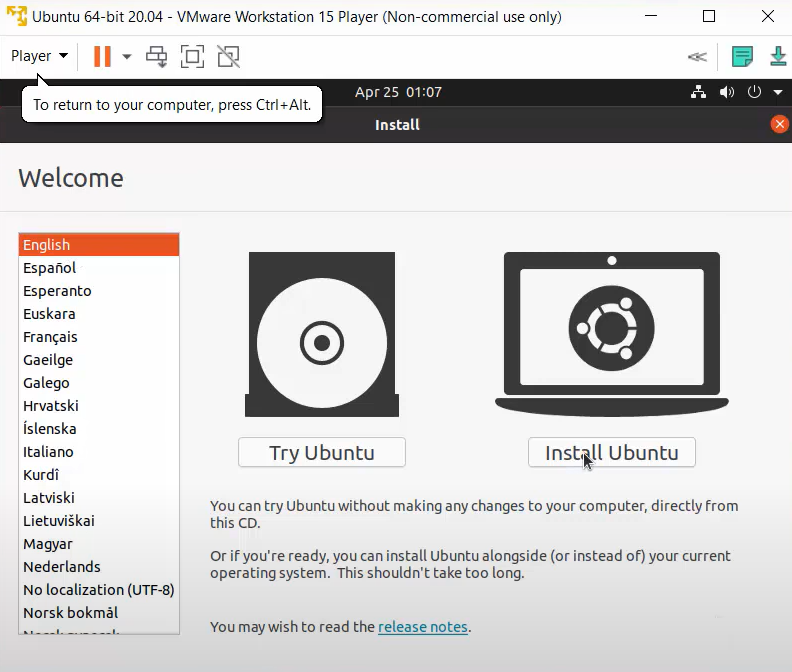 Ubuntu 64-bit 20.04 - VMware Workstation 15 Player (Non-commercial use only)
Player
To return to your computer, press Ctrl+Alt.
Apr 25 01:07
Install
Welcome
English
Español
Esperanto
Euskara
Français
Gaeilge
Galego
Hrvatski
Íslenska
Italiano
Kurdî
Latviski
Lietuviškai
Magyar
Nederlands
No localization (UTF-8)
Norsk bokmål
Try Ubuntu
Install Ubuntu
You can try Ubuntu without making any changes to your computer, directly from
this CD.
Or if you're ready, you can install Ubuntu alongside (or instead of) your current
operating system. This shouldn't take too long.
You may wish to read the release notes.